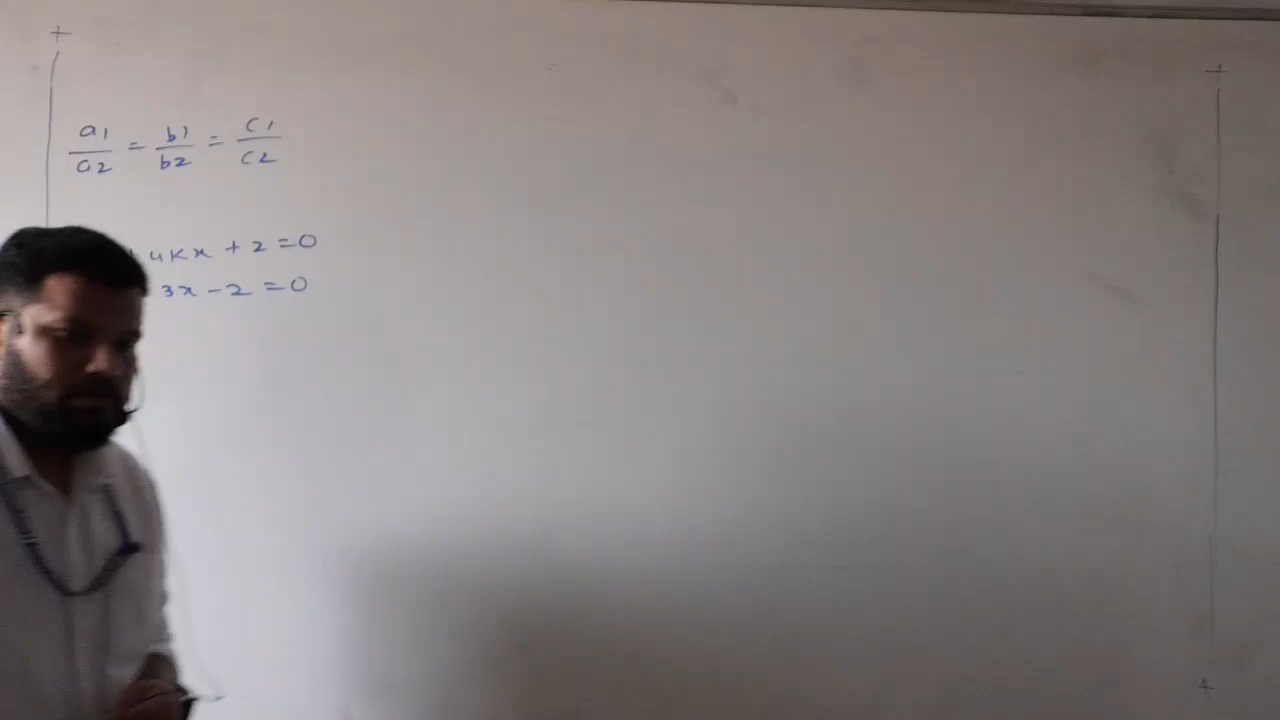 a1/a2 = b1/b2 = c1/c2
4kx + 2 = 0
3x - 2 = 0